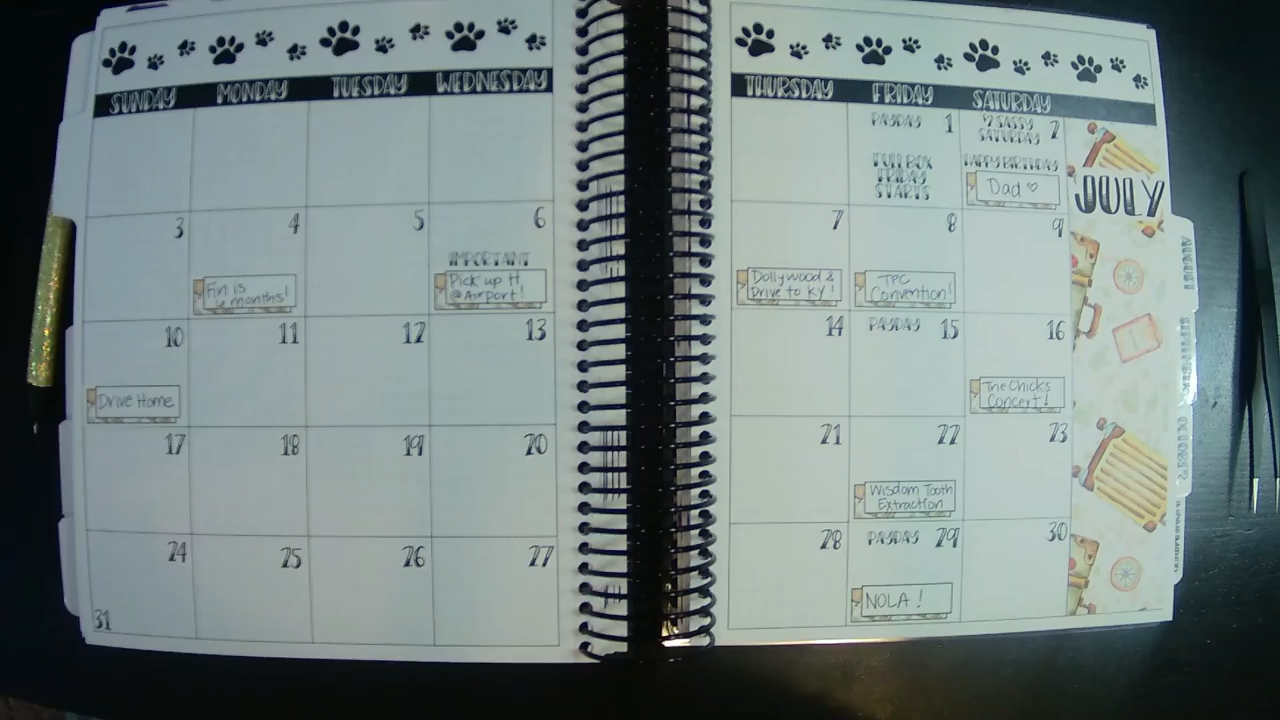 SUNDAY MONDAY TUESDAY WEDNESDAY THURSDAY FRIDAY SATURDAY
PAYDAY 1
SASSY 2
SATURDAY
FULL BOX
FRIDAY
STARTS
HAPPY BIRTHDAY
Dad ♡
JULY
3 4 5 6 7 8 9
Fin is
months!
IMPORTANT
Pick up H
@Airport!
Dollywood &
Drive to KY!
TPC
Convention!
10 11 12 13 14 PAYDAY 15 16
Drive Home
The Chicks
Concert!
17 18 19 20 21 22 23
Wisdom Tooth
Extraction
24 25 26 27 28 PAYDAY 29 30
31
NOLA!